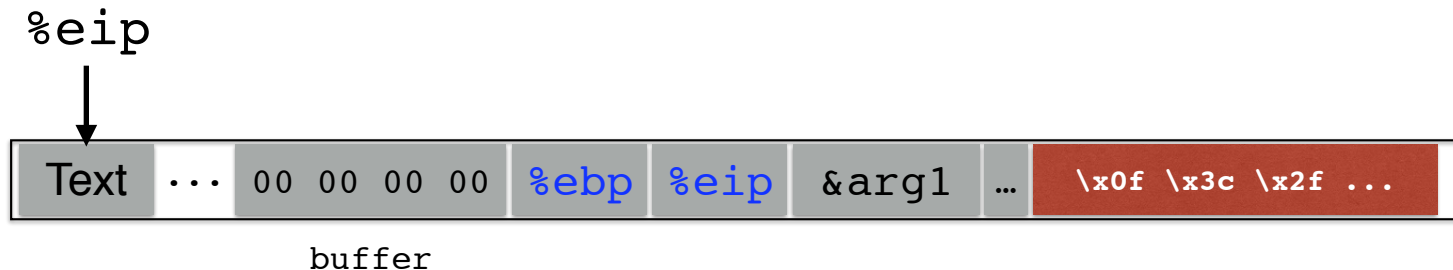 %eip
Text ... 00 00 00 00 %ebp %eip &arg1 … \x0f \x3c \x2f ...
buffer